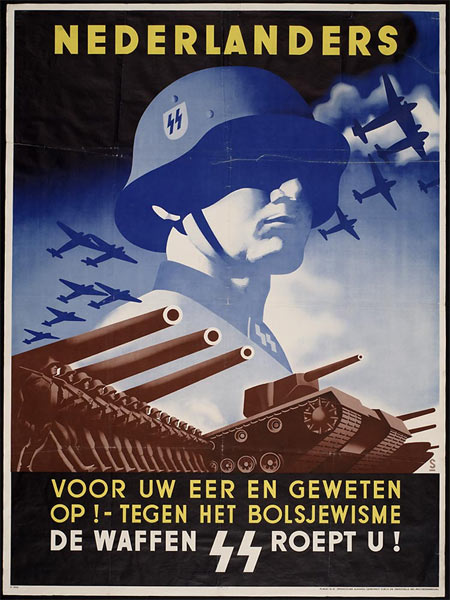 NEDERLANDERS
VOOR UW EER EN GEWETEN
OP!- TEGEN HET BOLSJEWISME
DE WAFFEN SS ROEPT U!